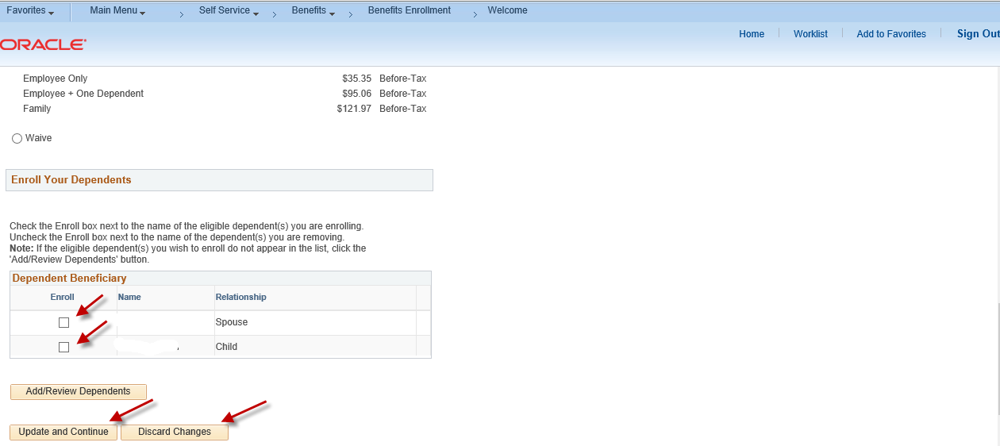 Favorites Main Menu Self Service Benefits Benefits Enrollment Welcome
Home Worklist Add to Favorites Sign Out
ORACLE
Employee Only $35.35 Before-Tax
Employee + One Dependent $95.06 Before-Tax
Family $121.97 Before-Tax
Waive
Enroll Your Dependents
Check the Enroll box next to the name of the eligible dependent(s) you are enrolling.
Uncheck the Enroll box next to the name of the dependent(s) you are removing.
Note: If the eligible dependent(s) you wish to enroll do not appear in the list, click the
'Add/Review Dependents' button.
Dependent Beneficiary
Enroll Name Relationship
Spouse
Child
Add/Review Dependents
Update and Continue Discard Changes